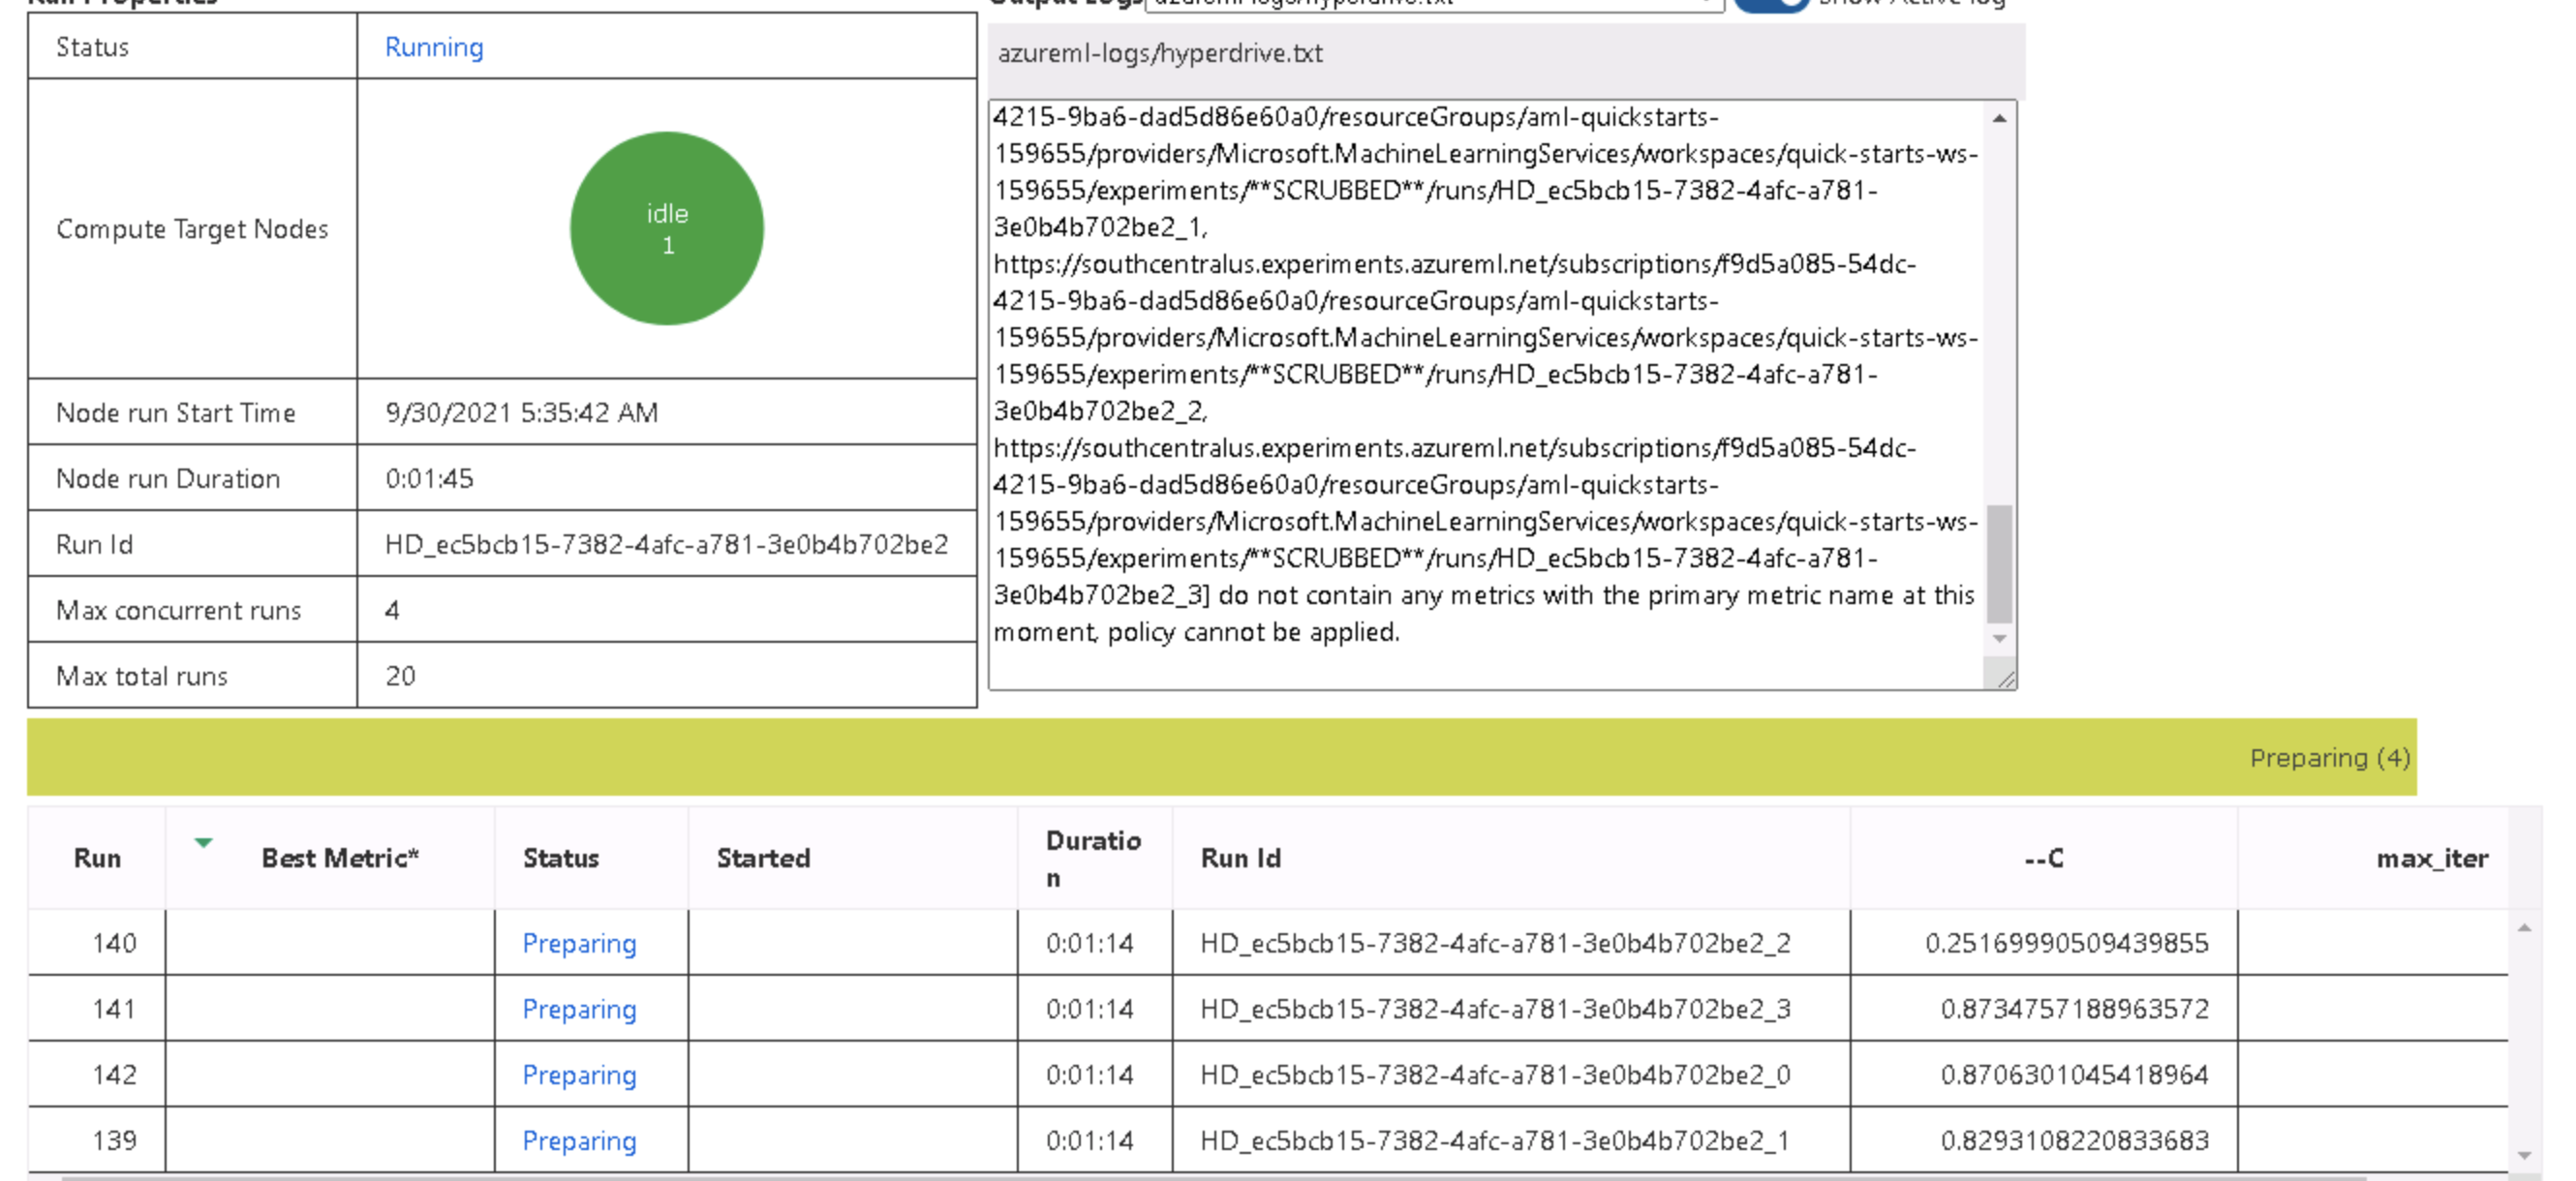 Run Properties
Status Running
Compute Target Nodes
idle
1
Node run Start Time 9/30/2021 5:35:42 AM
Node run Duration 0:01:45
Run Id HD_ec5bcb15-7382-4afc-a781-3e0b4b702be2
Max concurrent runs 4
Max total runs 20
Output Logs azureml-logs/hyperdrive.txt Show Active log
azureml-logs/hyperdrive.txt
4215-9ba6-dad5d86e60a0/resourceGroups/aml-quickstarts-
159655/providers/Microsoft.MachineLearningServices/workspaces/quick-starts-ws-
159655/experiments/**SCRUBBED**/runs/HD_ec5bcb15-7382-4afc-a781-
3e0b4b702be2_1,
https://southcentralus.experiments.azureml.net/subscriptions/f9d5a085-54dc-
4215-9ba6-dad5d86e60a0/resourceGroups/aml-quickstarts-
159655/providers/Microsoft.MachineLearningServices/workspaces/quick-starts-ws-
159655/experiments/**SCRUBBED**/runs/HD_ec5bcb15-7382-4afc-a781-
3e0b4b702be2_2,
https://southcentralus.experiments.azureml.net/subscriptions/f9d5a085-54dc-
4215-9ba6-dad5d86e60a0/resourceGroups/aml-quickstarts-
159655/providers/Microsoft.MachineLearningServices/workspaces/quick-starts-ws-
159655/experiments/**SCRUBBED**/runs/HD_ec5bcb15-7382-4afc-a781-
3e0b4b702be2_3] do not contain any metrics with the primary metric name at this
moment, policy cannot be applied.
Preparing (4)
Run Best Metric* Status Started Duratio
n Run Id --C max_iter
140 Preparing 0:01:14 HD_ec5bcb15-7382-4afc-a781-3e0b4b702be2_2 0.25169990509439855
141 Preparing 0:01:14 HD_ec5bcb15-7382-4afc-a781-3e0b4b702be2_3 0.8734757188963572
142 Preparing 0:01:14 HD_ec5bcb15-7382-4afc-a781-3e0b4b702be2_0 0.8706301045418964
139 Preparing 0:01:14 HD_ec5bcb15-7382-4afc-a781-3e0b4b702be2_1 0.8293108220833683